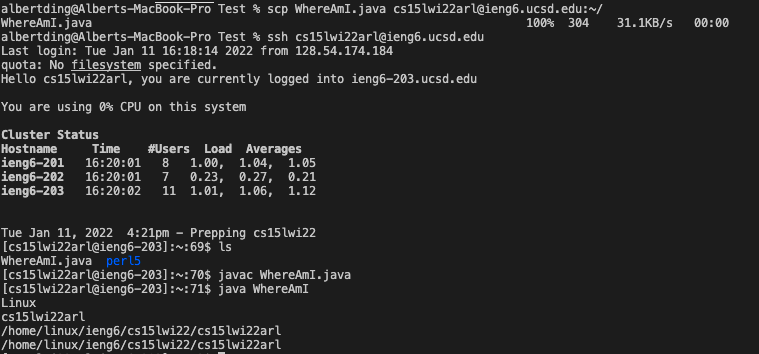 albertding@Alberts-MacBook-Pro Test % scp WhereAmI.java cs15lwi22arl@ieng6.ucsd.edu:~/
WhereAmI.java 100% 304 31.1KB/s 00:00
albertding@Alberts-MacBook-Pro Test % ssh cs15lwi22arl@ieng6.ucsd.edu
Last login: Tue Jan 11 16:18:14 2022 from 128.54.174.184
quota: No filesystem specified.
Hello cs15lwi22arl, you are currently logged into ieng6-203.ucsd.edu
You are using 0% CPU on this system
Cluster Status
Hostname Time #Users Load Averages
ieng6-201 16:20:01 8 1.00, 1.04, 1.05
ieng6-202 16:20:01 7 0.23, 0.27, 0.21
ieng6-203 16:20:02 11 1.01, 1.06, 1.12
Tue Jan 11, 2022 4:21pm - Prepping cs15lwi22
[cs15lwi22arl@ieng6-203]:~:69$ ls
WhereAmI.java perl5
[cs15lwi22arl@ieng6-203]:~:70$ javac WhereAmI.java
[cs15lwi22arl@ieng6-203]:~:71$ java WhereAmI
Linux
cs15lwi22arl
/home/linux/ieng6/cs15lwi22/cs15lwi22arl
/home/linux/ieng6/cs15lwi22/cs15lwi22arl